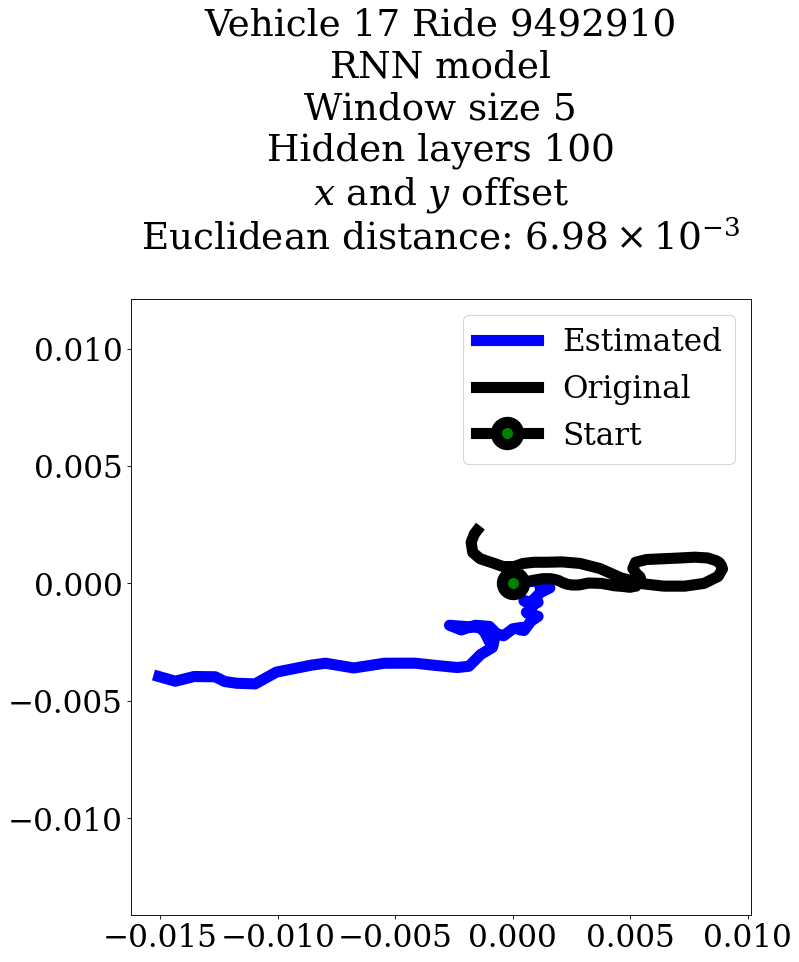 Vehicle 17 Ride 9492910
RNN model
Window size 5
Hidden layers 100
x and y offset
Euclidean distance: 6.98 × 10⁻³
Estimated
Original
Start
0.010
0.005
0.000
−0.005
−0.010
−0.015 −0.010 −0.005 0.000 0.005 0.010